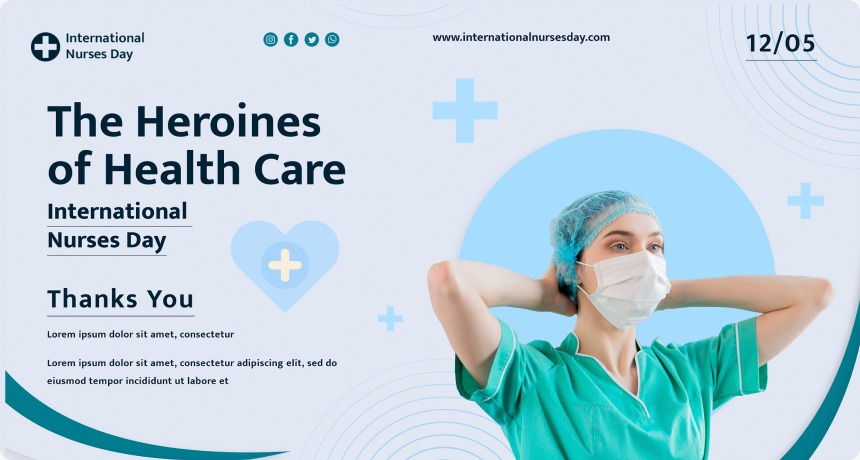 International
Nurses Day
www.internationalnursesday.com
12/05
The Heroines
of Health Care
International
Nurses Day
Thanks You
Lorem ipsum dolor sit amet, consectetur
Lorem ipsum dolor sit amet, consectetur adipiscing elit, sed do
eiusmod tempor incididunt ut labore et